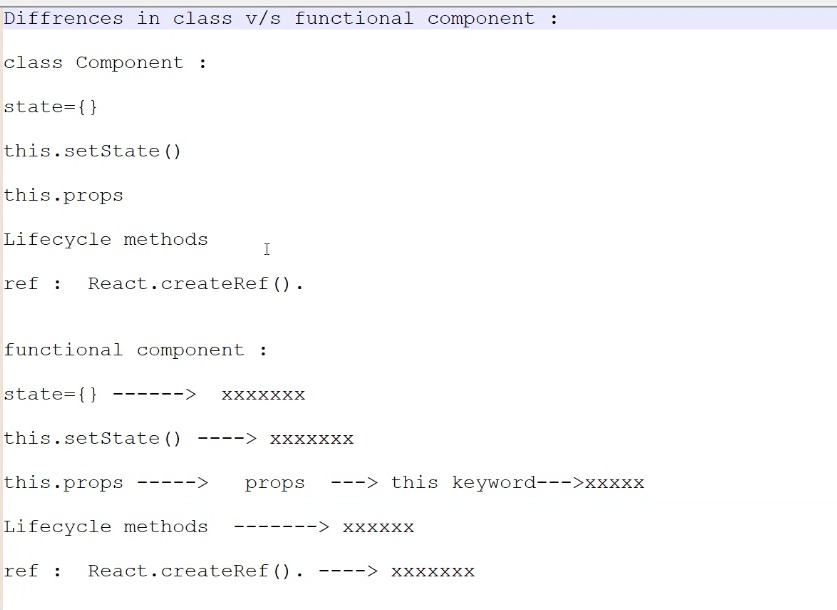 Diffrences in class v/s functional component :
class Component :
state={}
this.setState()
this.props
Lifecycle methods
ref :  React.createRef().
functional component :
state={} ------>  xxxxxxx
this.setState() ----> xxxxxxx
this.props ----->   props  ---> this keyword--->xxxxx
Lifecycle methods  -------> xxxxxx
ref :  React.createRef(). ----> xxxxxxx